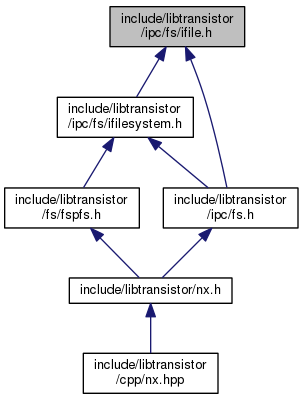 include/libtransistor
/ipc/fs/ifile.h
include/libtransistor
/ipc/fs/ifilesystem.h
include/libtransistor
/fs/fspfs.h
include/libtransistor
/ipc/fs.h
include/libtransistor/nx.h
include/libtransistor
/cpp/nx.hpp